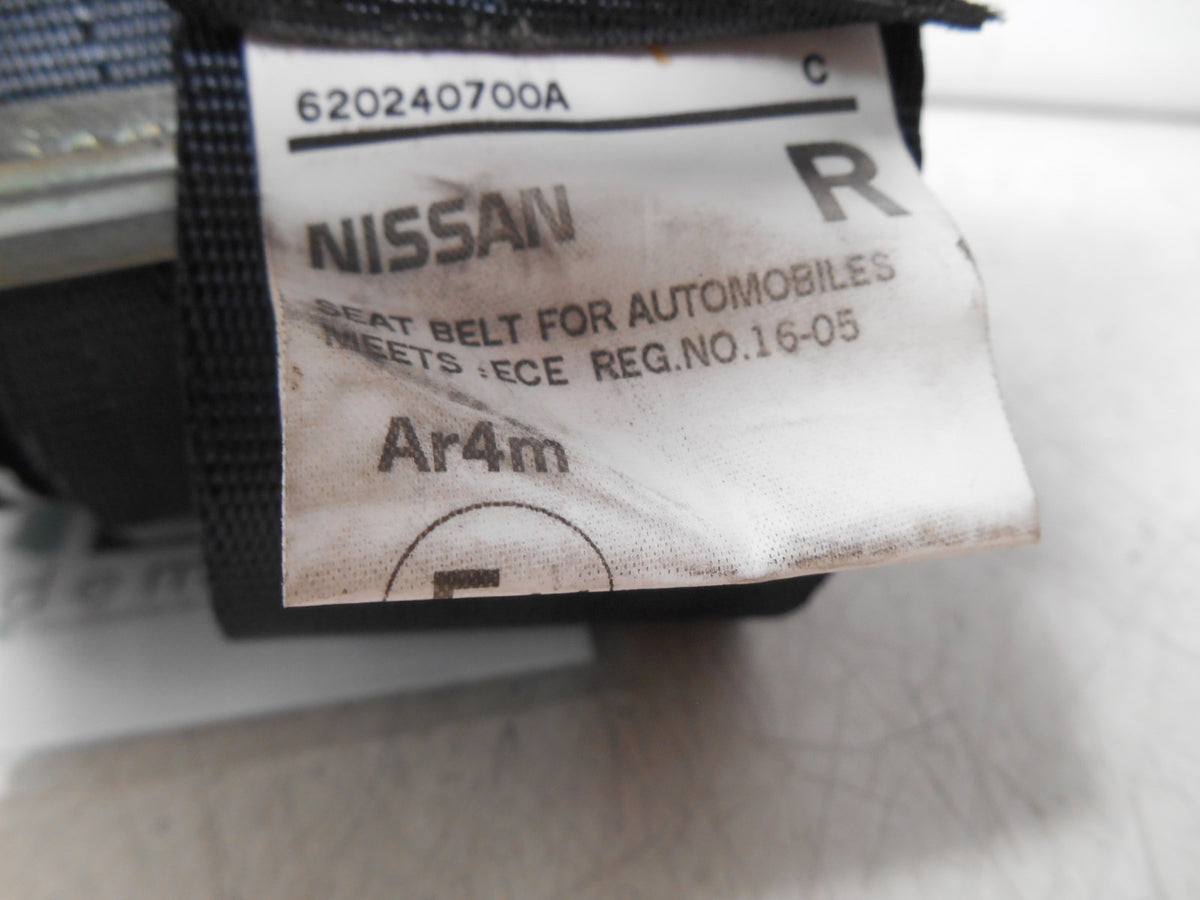 620240700A C
R
NISSAN
SEAT BELT FOR AUTOMOBILES
MEETS :ECE REG.NO.16-05
Ar4m